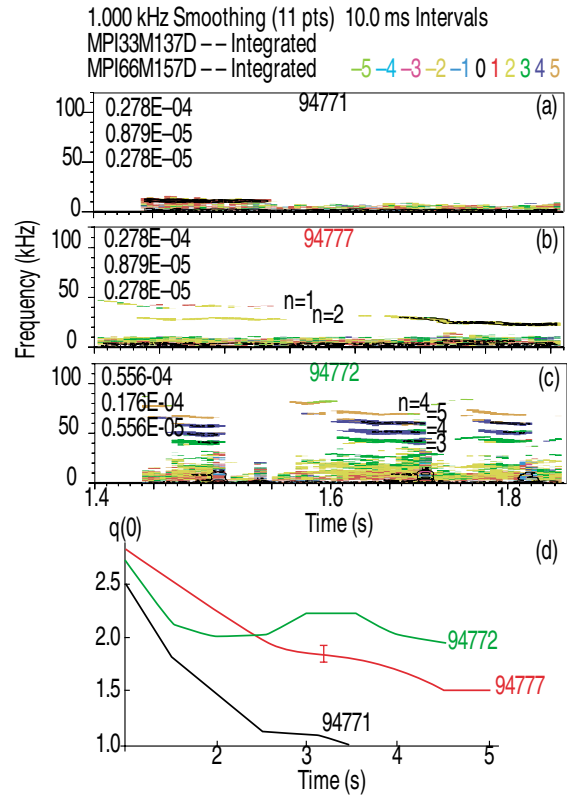 1.000 kHz Smoothing (11 pts) 10.0 ms Intervals
MPI33M137D – – Integrated
MPI66M157D – – Integrated –5 –4 –3 –2 –1 0 1 2 3 4 5
Frequency (kHz)
100
50
0
0.278E–04
0.879E–05
0.278E–05
94771
(a)
100
50
0
0.278E–04
0.879E–05
0.278E–05
94777
(b)
n=1
n=2
100
50
0
0.556-04
0.176E–04
0.556E–05
94772
(c)
n=4
–5
–4
–3
1.4 1.6 1.8
Time (s)
q(0)
(d)
2.5
2.0
1.5
1.0
94772
94777
94771
2 3 4 5
Time (s)